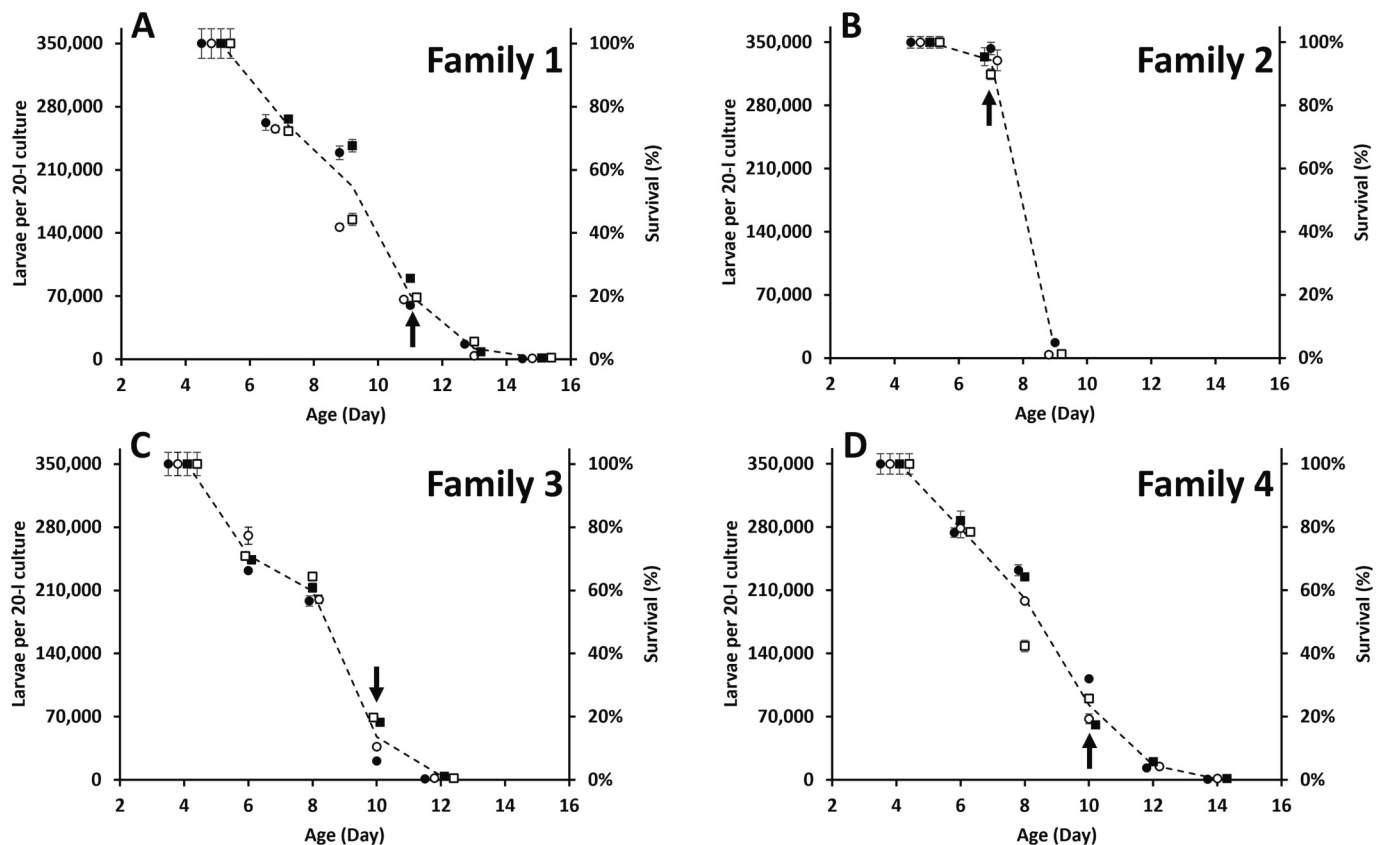 A
Family 1
350,000
280,000
210,000
140,000
70,000
0
100%
80%
60%
40%
20%
0%
2 4 6 8 10 12 14 16
Larvae per 20-l culture
Survival (%)
Age (Day)
B
Family 2
350,000
280,000
210,000
140,000
70,000
0
100%
80%
60%
40%
20%
0%
2 4 6 8 10 12 14 16
Larvae per 20-l culture
Survival (%)
Age (Day)
C
Family 3
350,000
280,000
210,000
140,000
70,000
0
100%
80%
60%
40%
20%
0%
2 4 6 8 10 12 14 16
Larvae per 20-l culture
Survival (%)
Age (Day)
D
Family 4
350,000
280,000
210,000
140,000
70,000
0
100%
80%
60%
40%
20%
0%
2 4 6 8 10 12 14 16
Larvae per 20-l culture
Survival (%)
Age (Day)